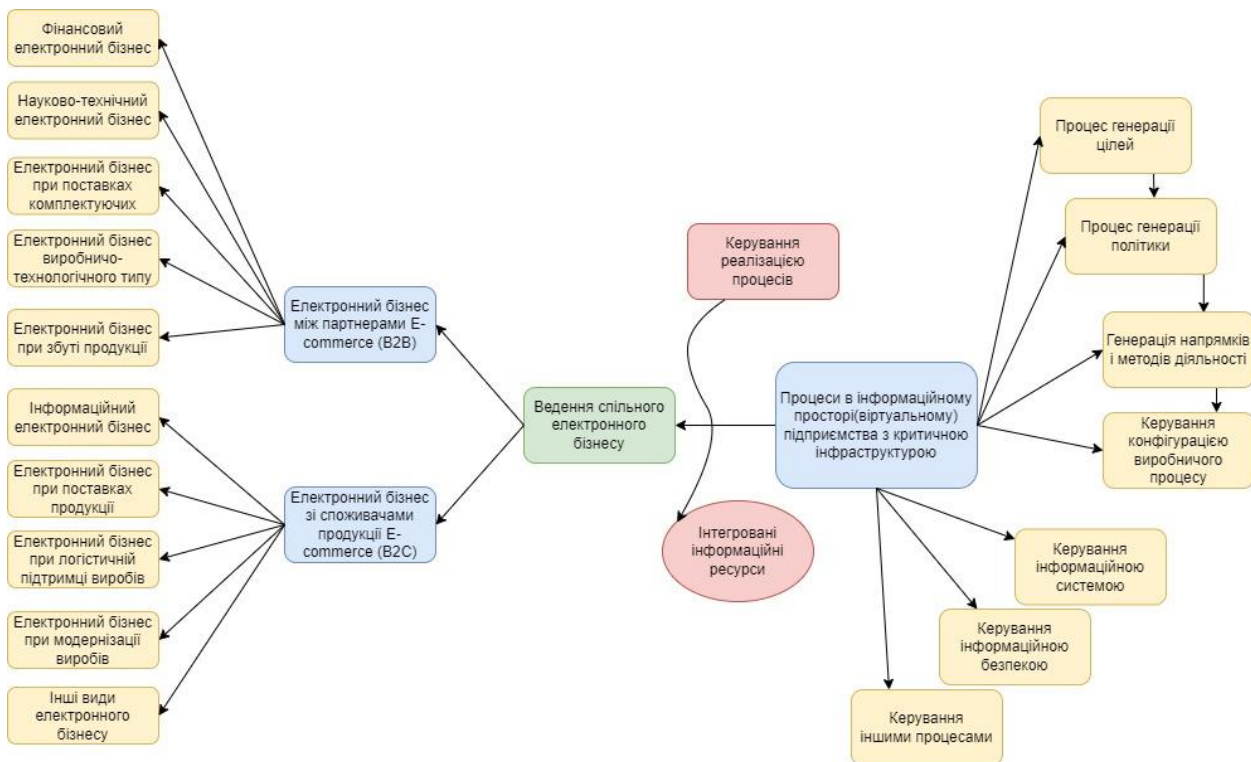 Фінансовий
електронний бізнес
Науково-технічний
електронний бізнес
Електронний бізнес
при поставках
комплектуючих
Електронний бізнес
виробничо-
технологічного типу
Електронний бізнес
при збуті продукції
Інформаційний
електронний бізнес
Електронний бізнес
при поставках
продукції
Електронний бізнес
при логістичній
підтримці виробів
Електронний бізнес
при модернізації
виробів
Інші види
електронного
бізнесу
Електронний бізнес
між партнерами E-
commerce (B2B)
Електронний бізнес
зі споживачами
продукції E-
commerce (B2C)
Ведення спільного
електронного
бізнесу
Керування
реалізацією
процесів
Інтегровані
інформаційні
ресурси
Процеси в інформаційному
просторі(віртуальному)
підприємства з критичною
інфраструктурою
Процес генерації
цілей
Процес генерації
політики
Генерація напрямків
і методів діяльності
Керування
конфігурацією
виробничого
процесу
Керування
інформаційною
системою
Керування
інформаційною
безпекою
Керування
іншими процесами